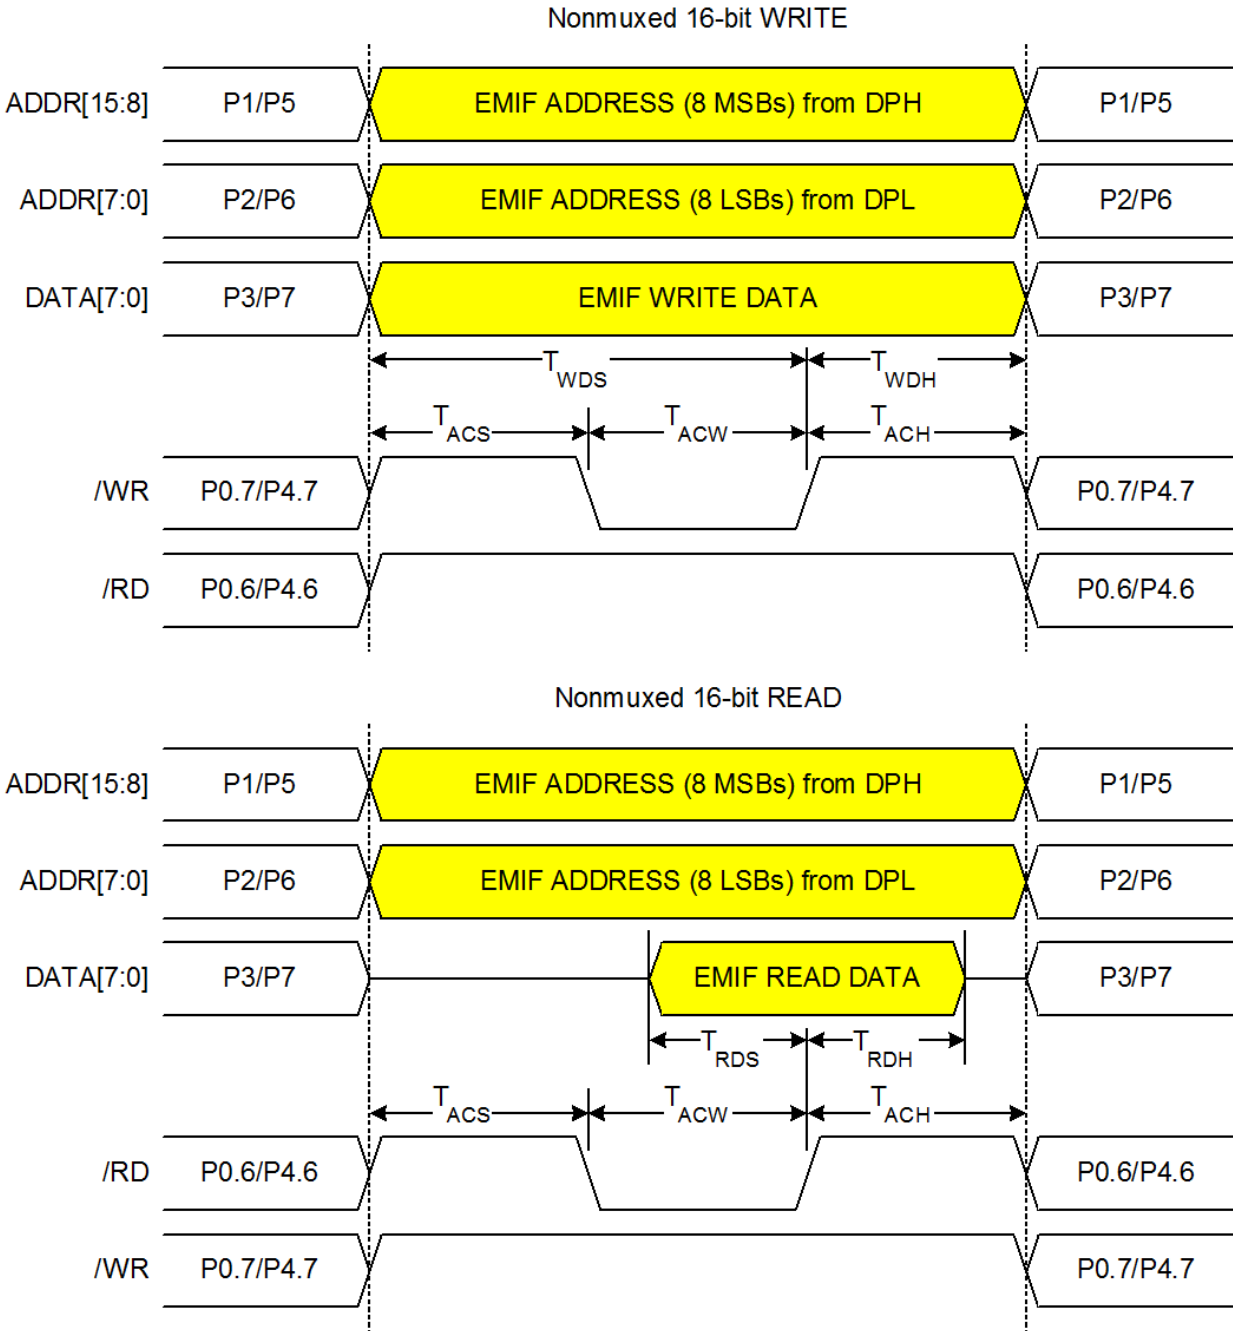 Nonmuxed 16-bit WRITE
ADDR[15:8] P1/P5 EMIF ADDRESS (8 MSBs) from DPH P1/P5
ADDR[7:0] P2/P6 EMIF ADDRESS (8 LSBs) from DPL P2/P6
DATA[7:0] P3/P7 EMIF WRITE DATA P3/P7
TWDS TWDH
TACS TACW TACH
/WR P0.7/P4.7 P0.7/P4.7
/RD P0.6/P4.6 P0.6/P4.6
Nonmuxed 16-bit READ
ADDR[15:8] P1/P5 EMIF ADDRESS (8 MSBs) from DPH P1/P5
ADDR[7:0] P2/P6 EMIF ADDRESS (8 LSBs) from DPL P2/P6
DATA[7:0] P3/P7 EMIF READ DATA P3/P7
TRDS TRDH
TACS TACW TACH
/RD P0.6/P4.6 P0.6/P4.6
/WR P0.7/P4.7 P0.7/P4.7